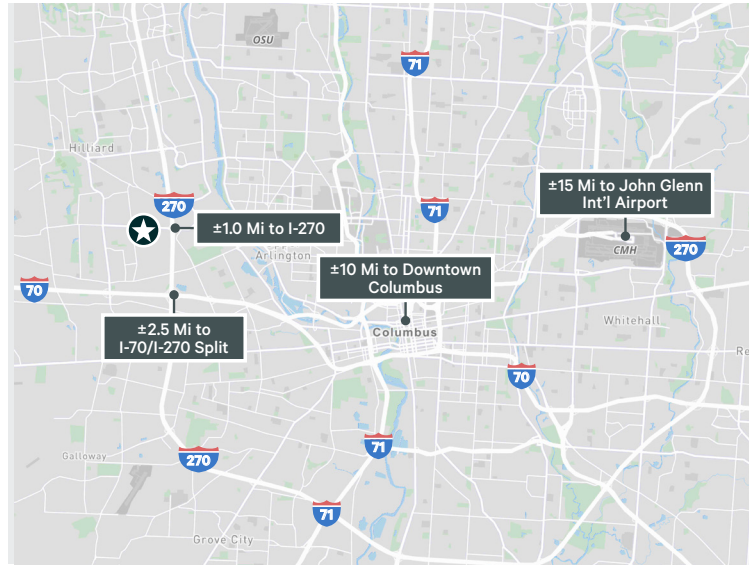 OSU
71
Hilliard
±15 Mi to John Glenn
Int'l Airport
270
71
±1.0 Mi to I-270
CMH
270
Arlington
±10 Mi to Downtown
Columbus
70
±2.5 Mi to
I-70/I-270 Split
Columbus
Whitehall
Re
70
71
Galloway
270
71
Grove City